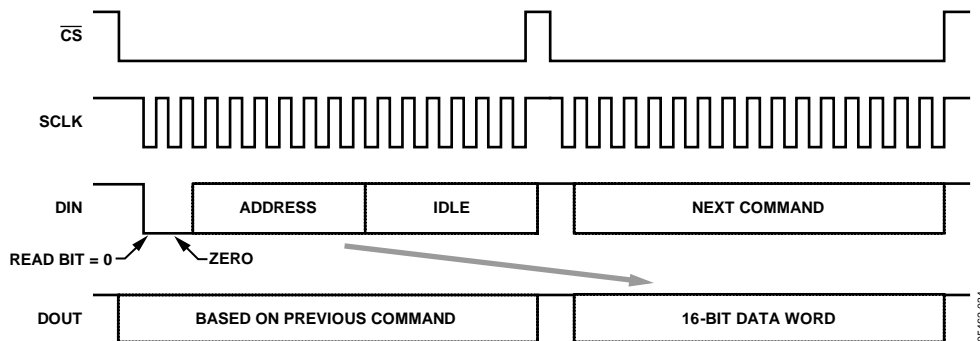 CS
SCLK
DIN
ADDRESS
IDLE
NEXT COMMAND
READ BIT = 0
ZERO
DOUT
BASED ON PREVIOUS COMMAND
16-BIT DATA WORD